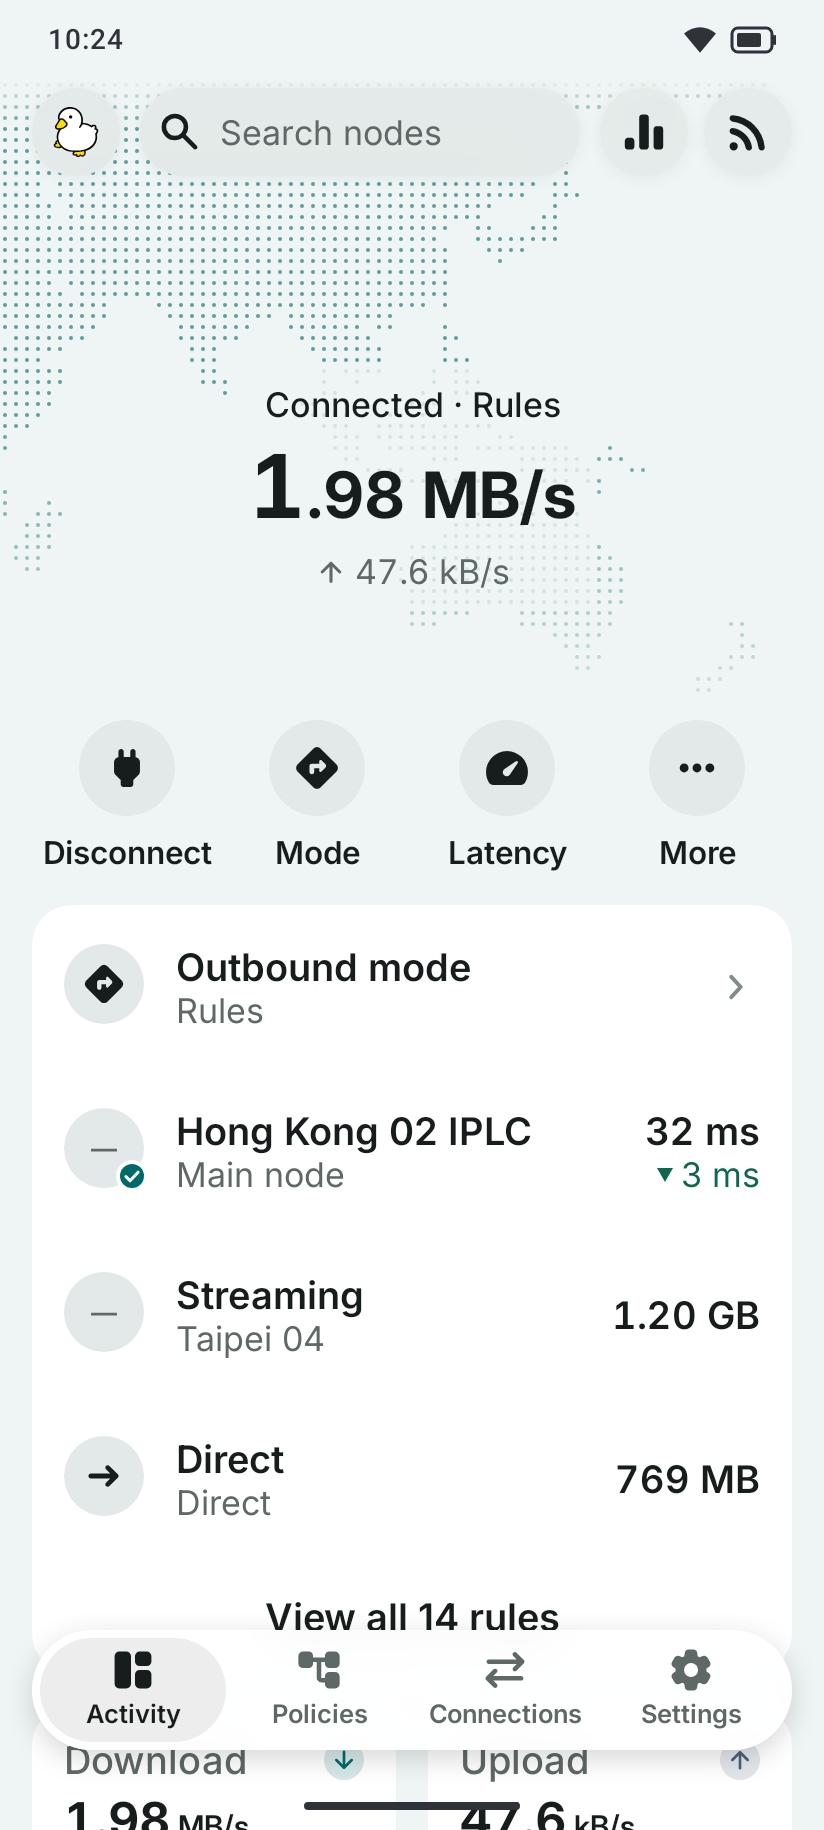 10:24
Search nodes
Connected · Rules
1.98 MB/s
↑ 47.6 kB/s
Disconnect
Mode
Latency
More
Outbound mode
Rules
Hong Kong 02 IPLC
32 ms
Main node
▼3 ms
Streaming
1.20 GB
Taipei 04
Direct
769 MB
Direct
View all 14 rules
Activity
Policies
Connections
Settings
Download
Upload
1.98 MB/s
47.6 kB/s